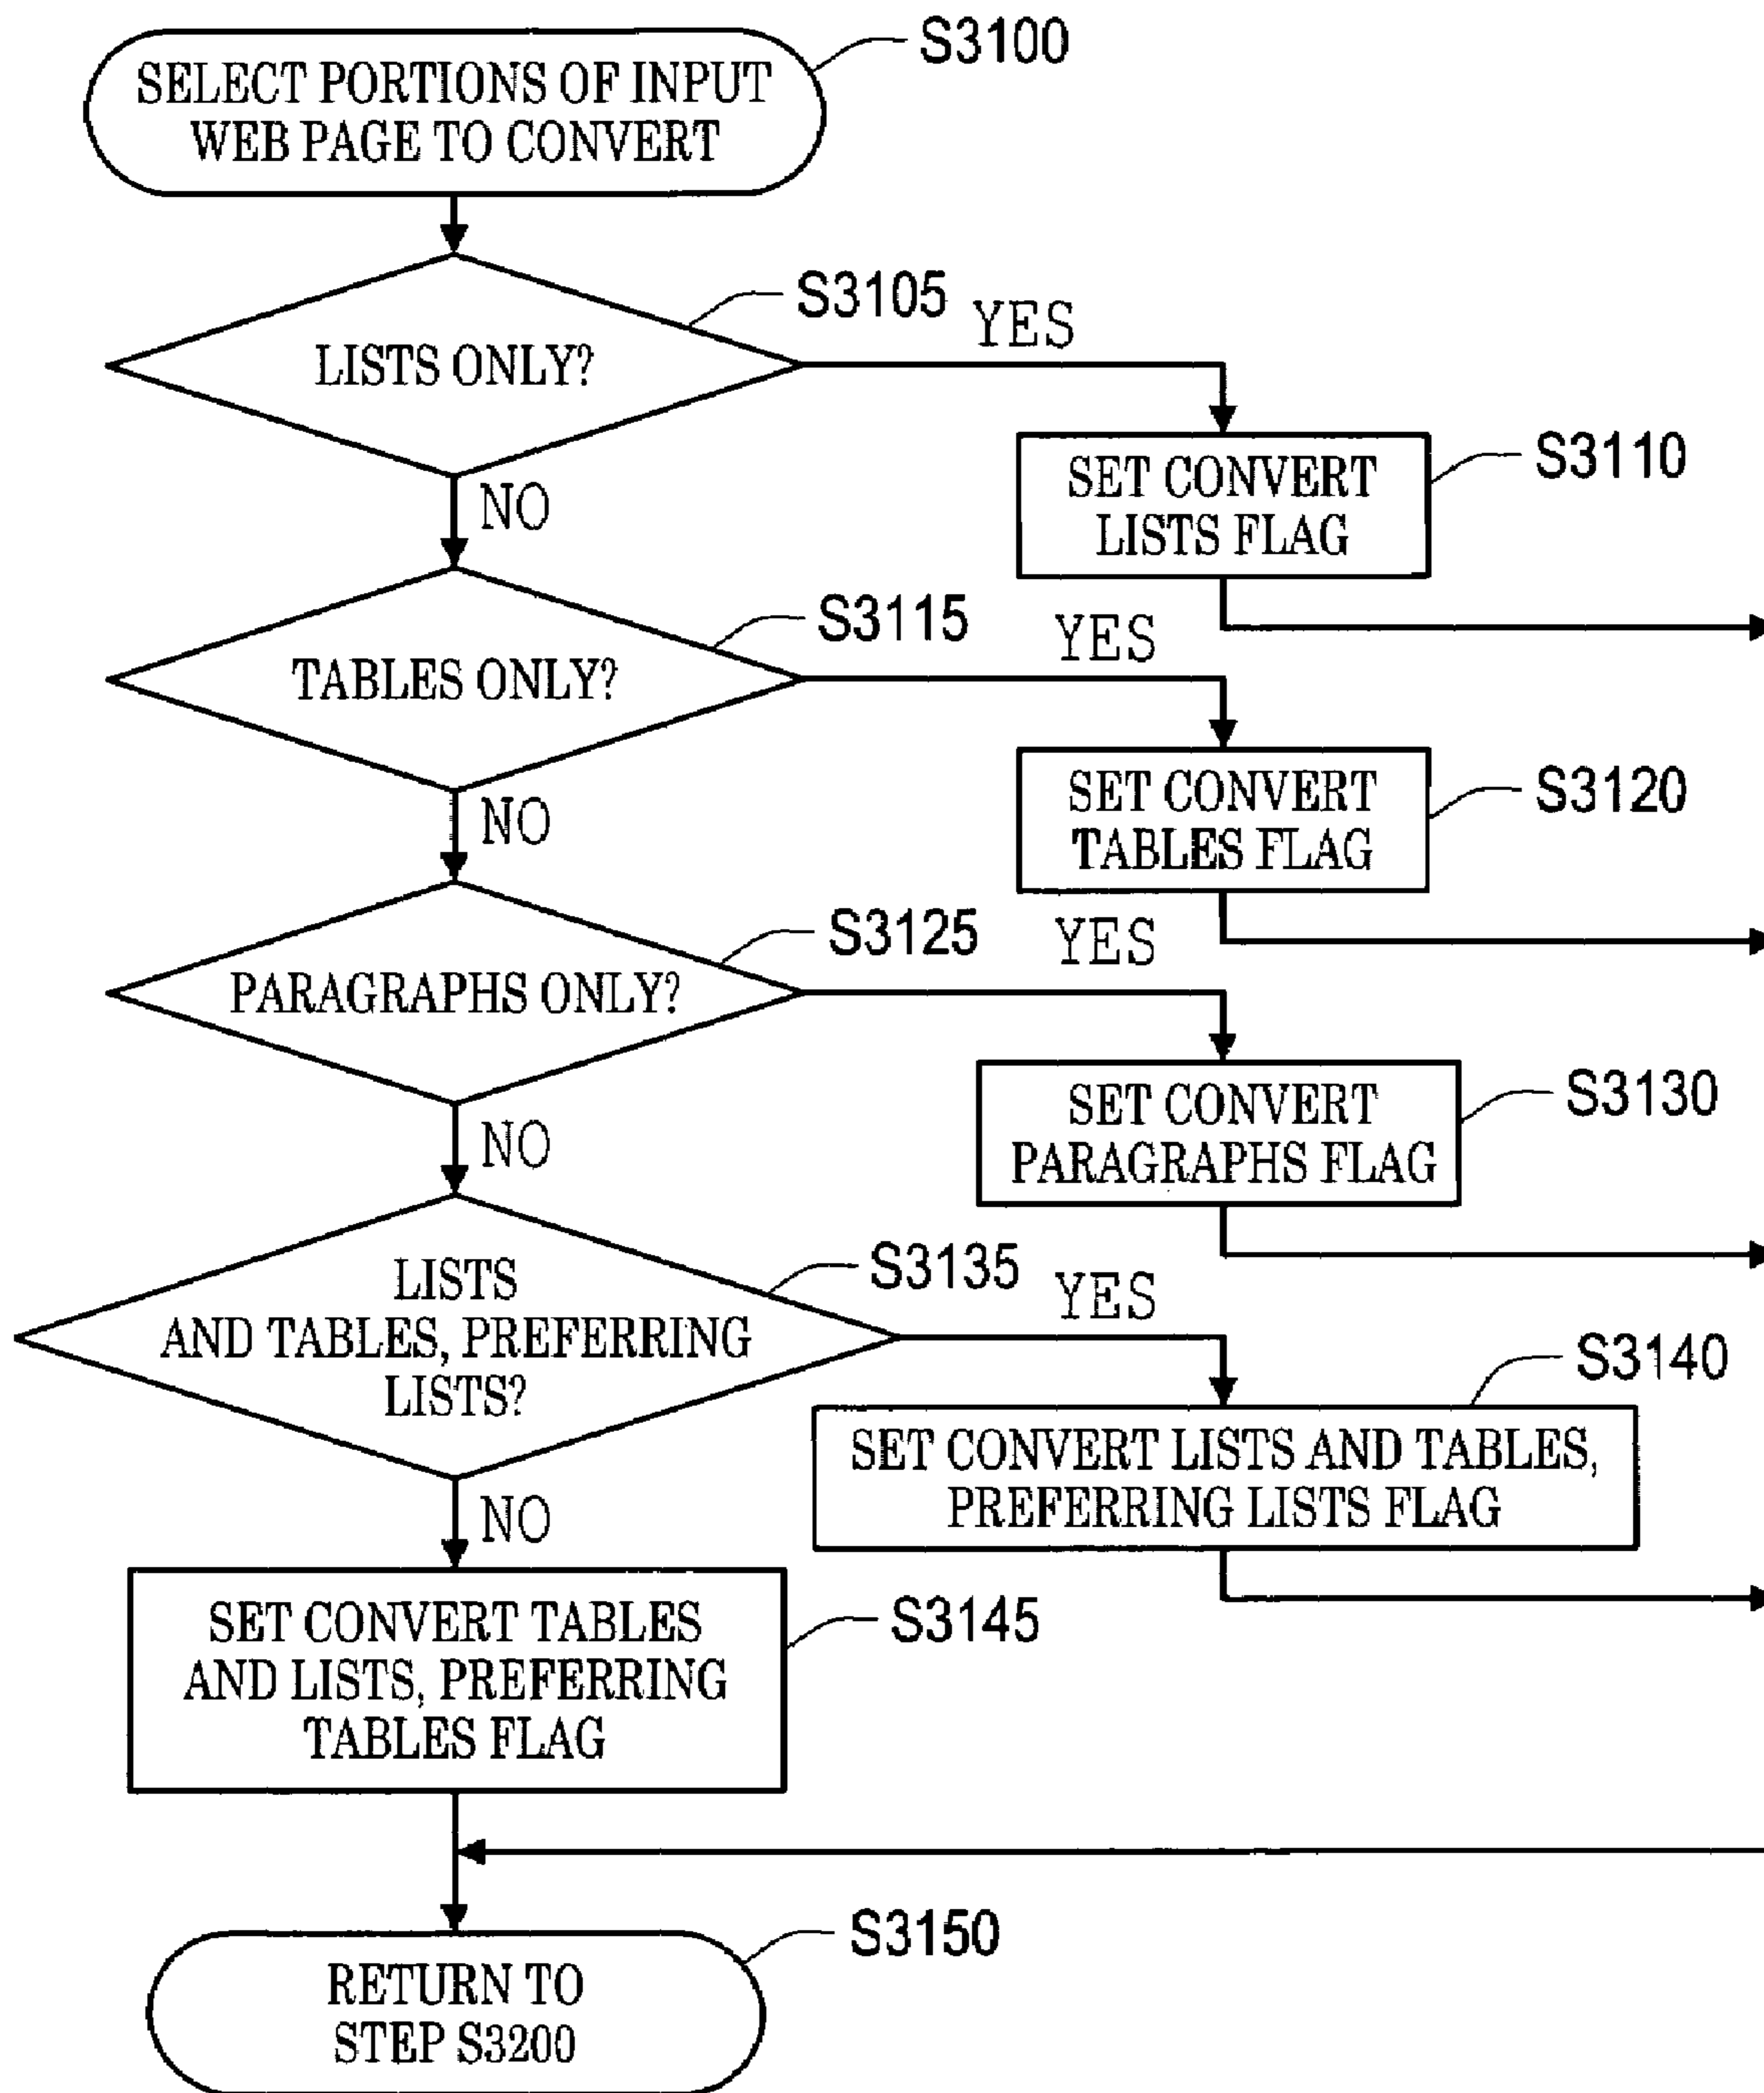 S3100
SELECT PORTIONS OF INPUT
WEB PAGE TO CONVERT
S3105
YES
LISTS ONLY?
S3110
SET CONVERT
LISTS FLAG
NO
S3115
YES
TABLES ONLY?
S3120
SET CONVERT
TABLES FLAG
NO
S3125
YES
PARAGRAPHS ONLY?
S3130
SET CONVERT
PARAGRAPHS FLAG
NO
S3135
YES
LISTS
AND TABLES, PREFERRING
LISTS?
S3140
SET CONVERT LISTS AND TABLES,
PREFERRING LISTS FLAG
NO
S3145
SET CONVERT TABLES
AND LISTS, PREFERRING
TABLES FLAG
S3150
RETURN TO
STEP S3200